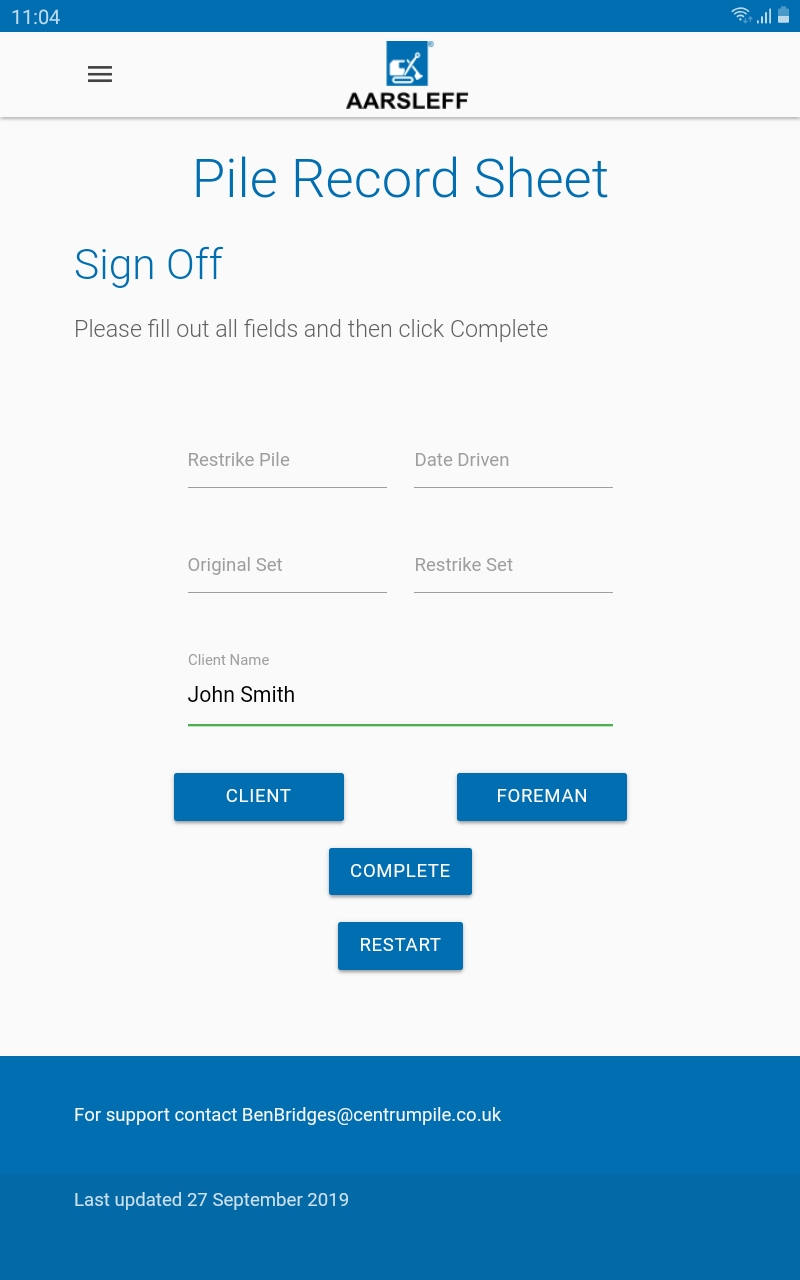 11:04
AARSLEFF
Pile Record Sheet
Sign Off
Please fill out all fields and then click Complete
Restrike Pile
Date Driven
Original Set
Restrike Set
Client Name
John Smith
CLIENT
FOREMAN
COMPLETE
RESTART
For support contact BenBridges@centrumpile.co.uk
Last updated 27 September 2019